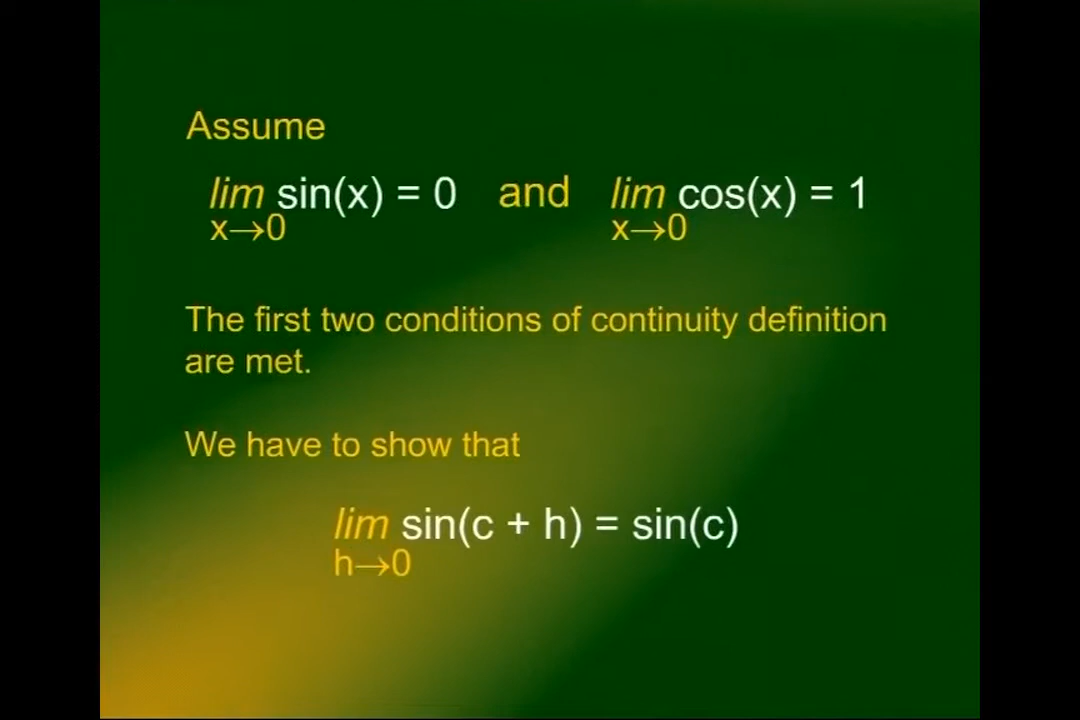 Assume
lim sin(x) = 0 and lim cos(x) = 1
x→0 x→0
The first two conditions of continuity definition
are met.
We have to show that
lim sin(c + h) = sin(c)
h→0